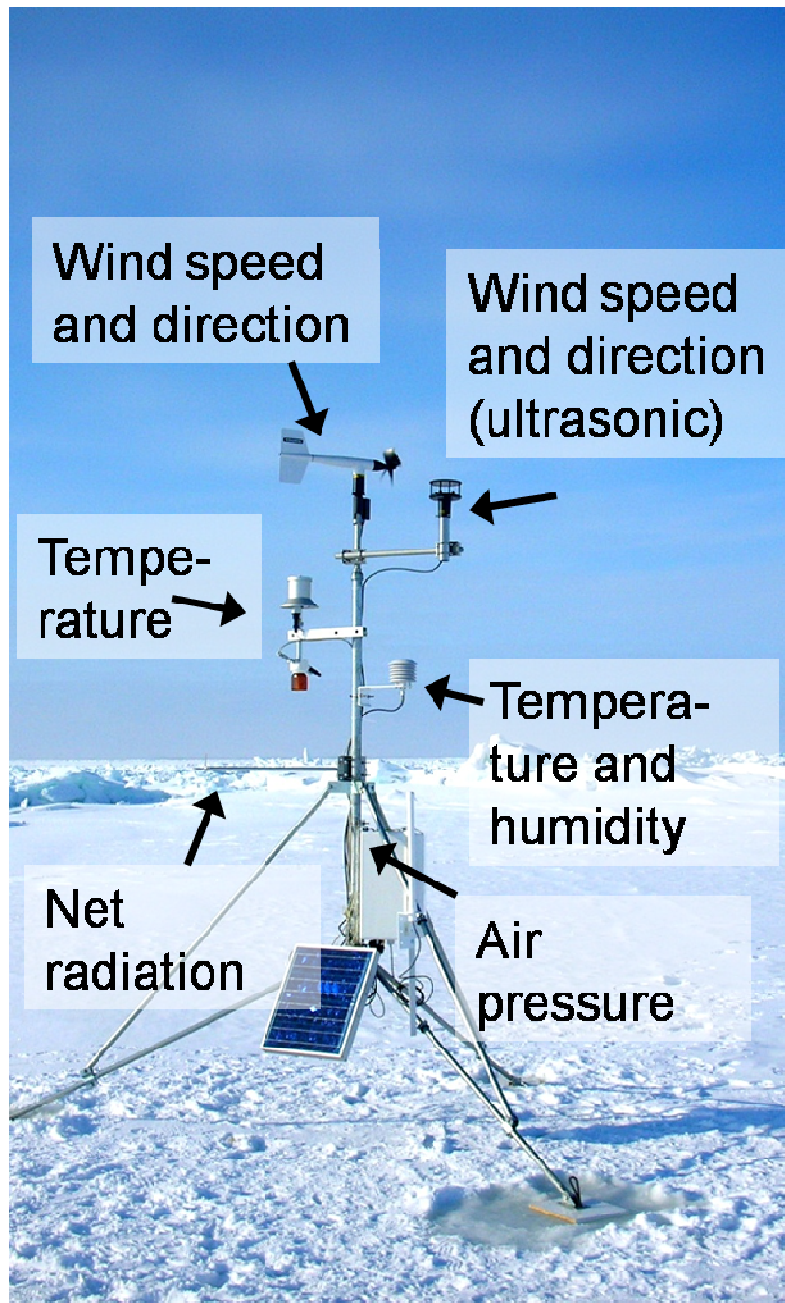 Wind speed
and direction
Wind speed
and direction
(ultrasonic)
Tempe-
rature
Tempera-
ture and
humidity
Net
radiation
Air
pressure